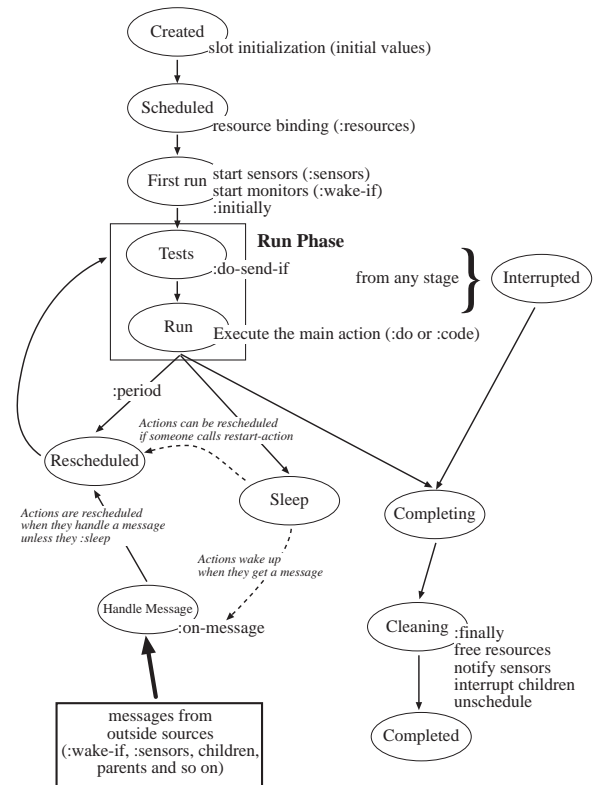 Created
slot initialization (initial values)
Scheduled
resource binding (:resources)
First run
start sensors (:sensors)
start monitors (:wake-if)
:initially
Run Phase
Tests
:do-send-if
from any stage
}
Interrupted
Run
Execute the main action (:do or :code)
:period
Actions can be rescheduled
if someone calls restart-action
Rescheduled
Sleep
Completing
Actions are rescheduled
when they handle a message
unless they :sleep
Actions wake up
when they get a message
Handle Message
:on-message
Cleaning
:finally
free resources
notify sensors
interrupt children
unschedule
messages from
outside sources
(:wake-if, :sensors, children,
parents and so on)
Completed